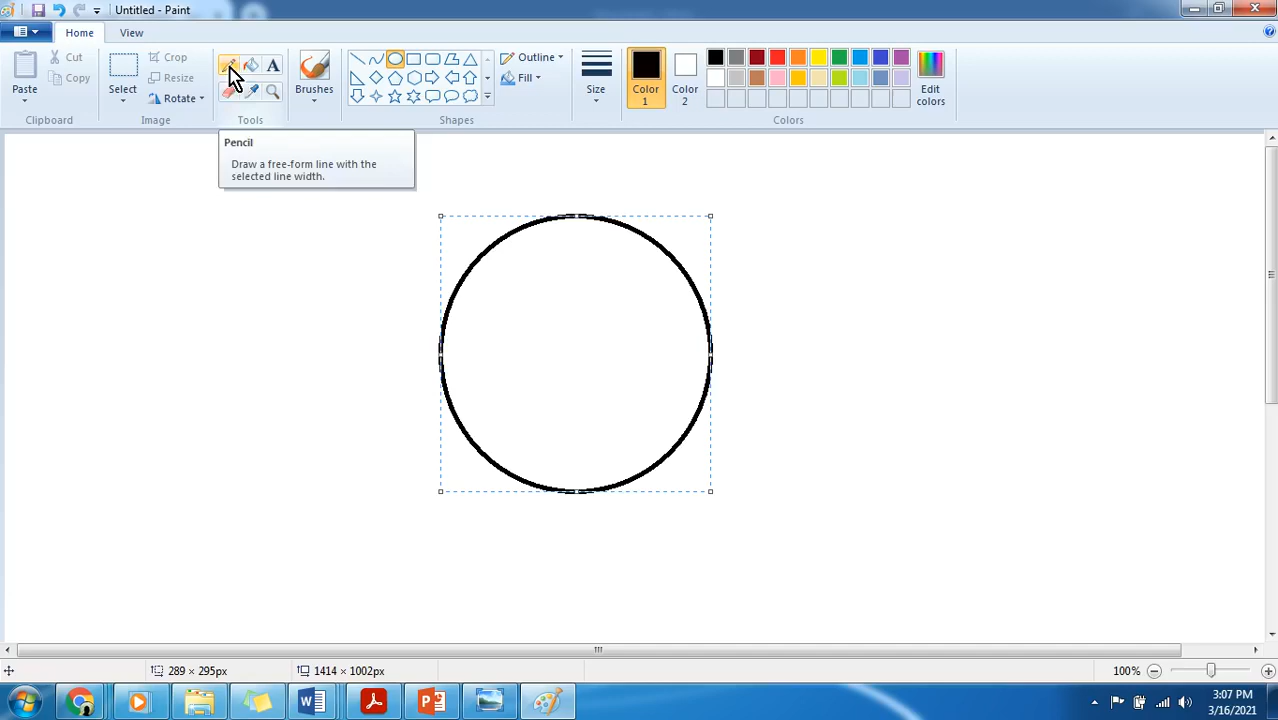 Untitled - Paint
Home View
Paste
Cut
Copy
Clipboard
Select
Crop
Resize
Rotate
Image
A
Tools
Brushes
Outline
Fill
Shapes
Size
Color 1
Color 2
Edit colors
Colors
Pencil
Draw a free-form line with the
selected line width.
289 × 295px 1414 × 1002px 100%
3:07 PM
3/16/2021